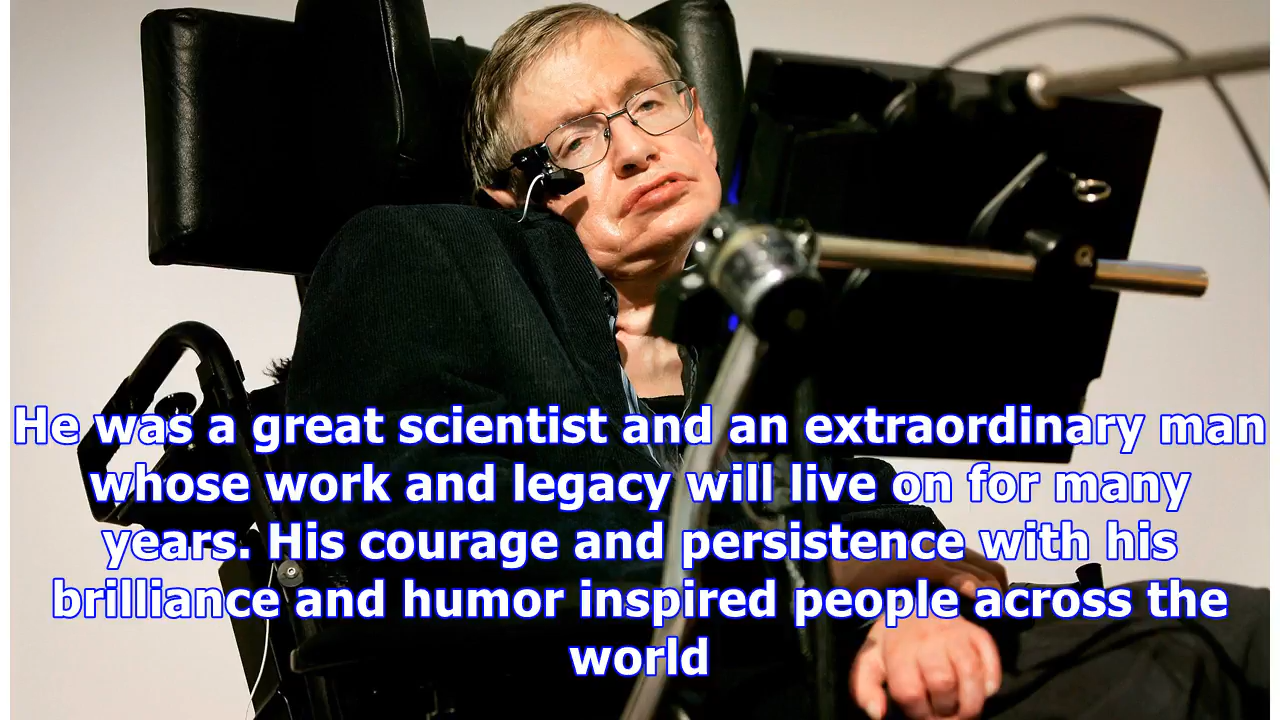 He was a great scientist and an extraordinary man
whose work and legacy will live on for many
years. His courage and persistence with his
brilliance and humor inspired people across the
world